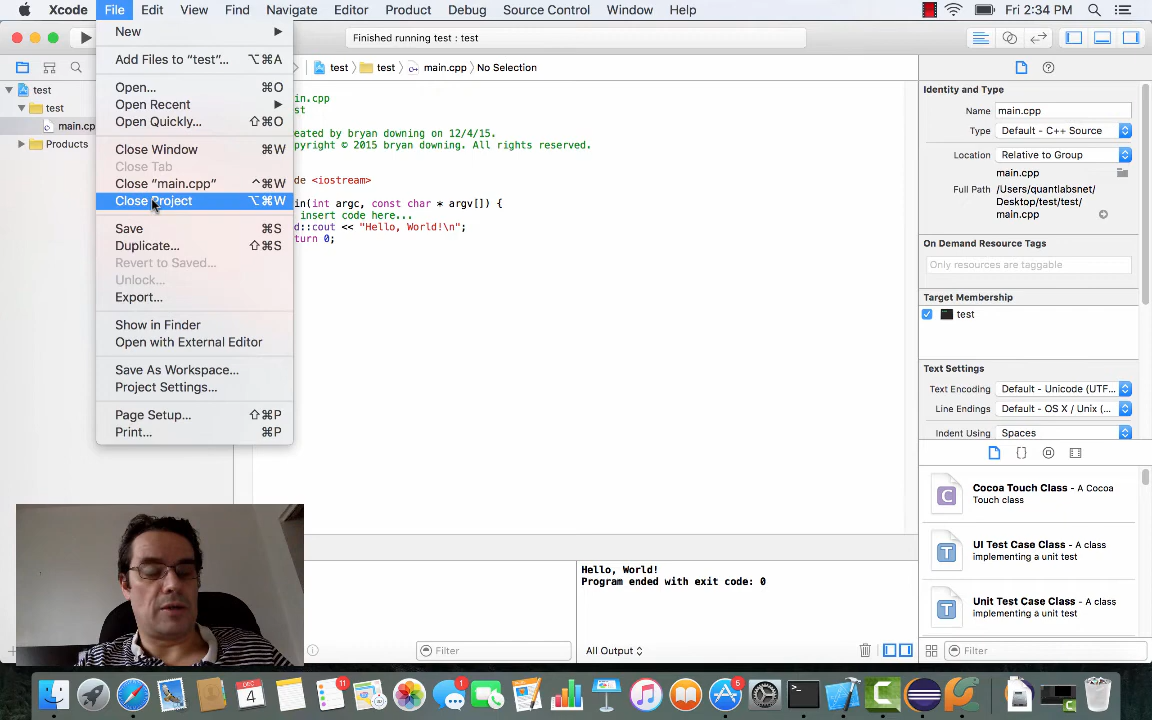 Xcode File Edit View Find Navigate Editor Product Debug Source Control Window Help Fri 2:34 PM
Finished running test : test
New
Add Files to “test”... ⌥⌘A
Open... ⌘O
Open Recent
Open Quickly... ⇧⌘O
Close Window ⌘W
Close Tab
Close “main.cpp” ^⌘W
Close Project ⌥⌘W
Save ⌘S
Duplicate... ⇧⌘S
Revert to Saved...
Unlock...
Export...
Show in Finder
Open with External Editor
Save As Workspace...
Project Settings...
Page Setup... ⇧⌘P
Print... ⌘P
test
test
main.cp
Products
test test main.cpp No Selection
in.cpp
st
eated by bryan downing on 12/4/15.
pyright © 2015 bryan downing. All rights reserved.
de <iostream>
in(int argc, const char * argv[]) {
insert code here...
d::cout << "Hello, World!\n";
turn 0;
Identity and Type
Name main.cpp
Type Default - C++ Source
Location Relative to Group
main.cpp
Full Path /Users/quantlabsnet/
Desktop/test/test/
main.cpp
On Demand Resource Tags
Only resources are taggable
Target Membership
test
Text Settings
Text Encoding Default - Unicode (UTF...
Line Endings Default - OS X / Unix (...
Indent Using Spaces
C Cocoa Touch Class - A Cocoa
Touch class
T UI Test Case Class - A class
implementing a unit test
T Unit Test Case Class - A class
implementing a unit test
Filter
Hello, World!
Program ended with exit code: 0
Filter
All Output
DEC
4
11
1
5